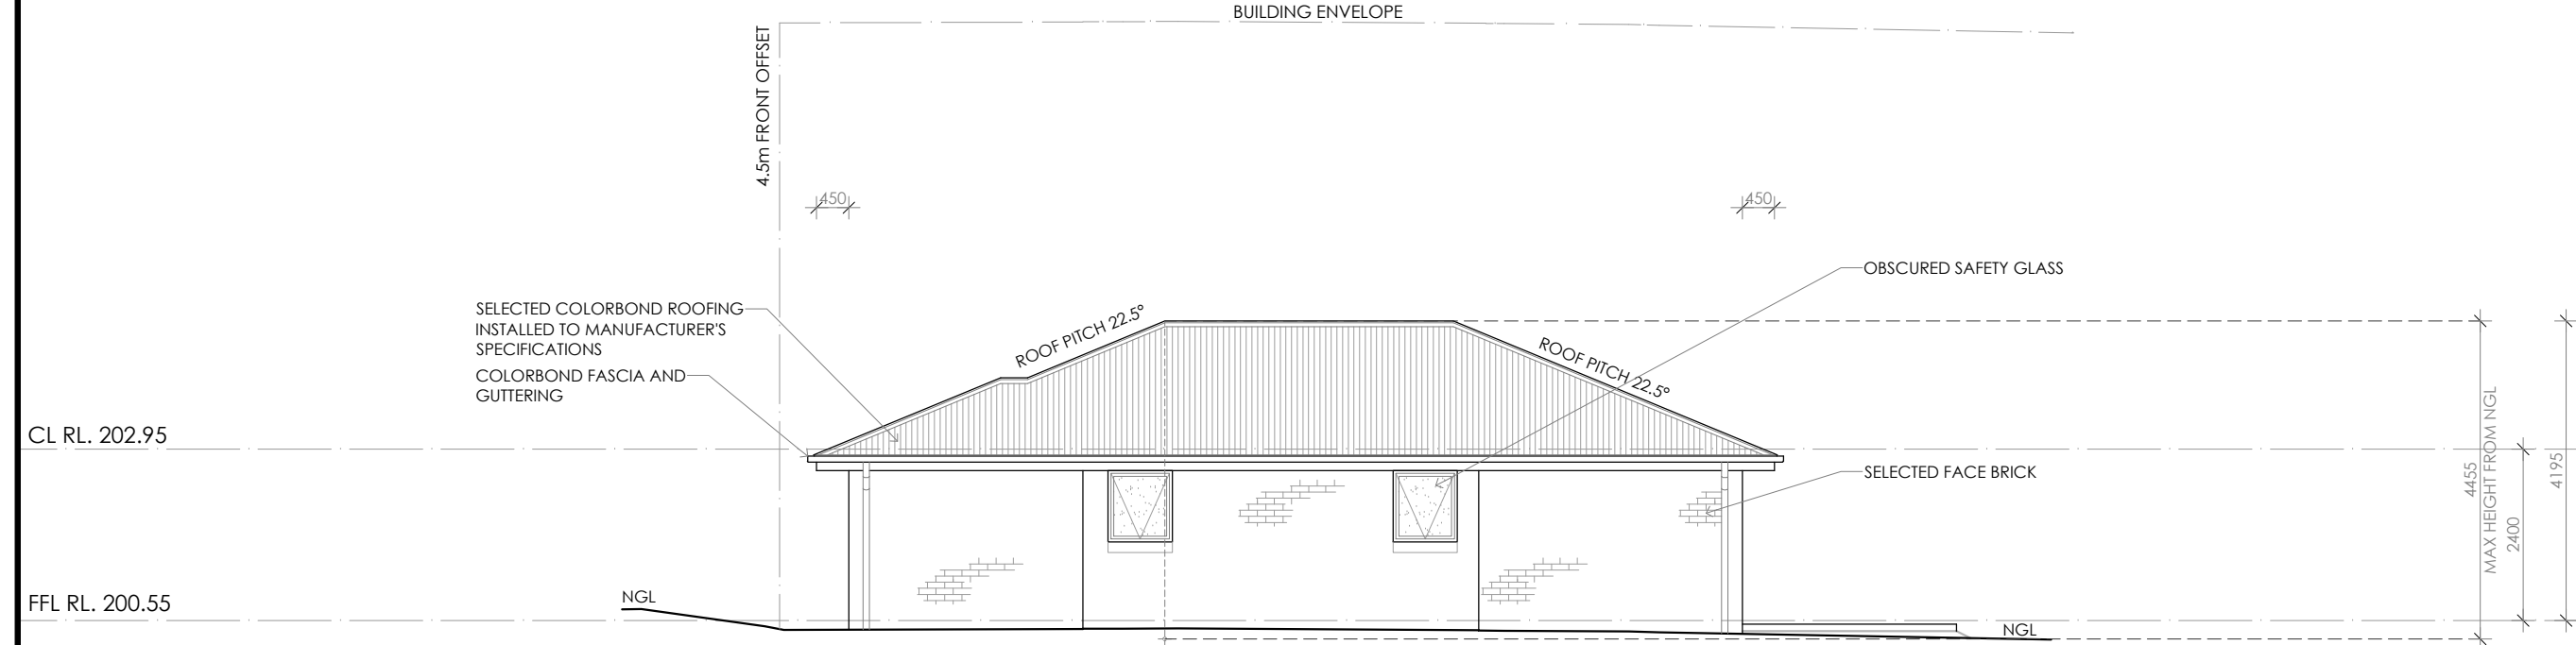 BUILDING ENVELOPE
4.5m FRONT OFFSET
450
450
OBSCURED SAFETY GLASS
SELECTED COLORBOND ROOFING
INSTALLED TO MANUFACTURER'S
SPECIFICATIONS
ROOF PITCH 22.5°
ROOF PITCH 22.5°
COLORBOND FASCIA AND
GUTTERING
CL RL. 202.95
SELECTED FACE BRICK
4455
MAX HEIGHT FROM NGL
2400
4195
FFL RL. 200.55
NGL
NGL